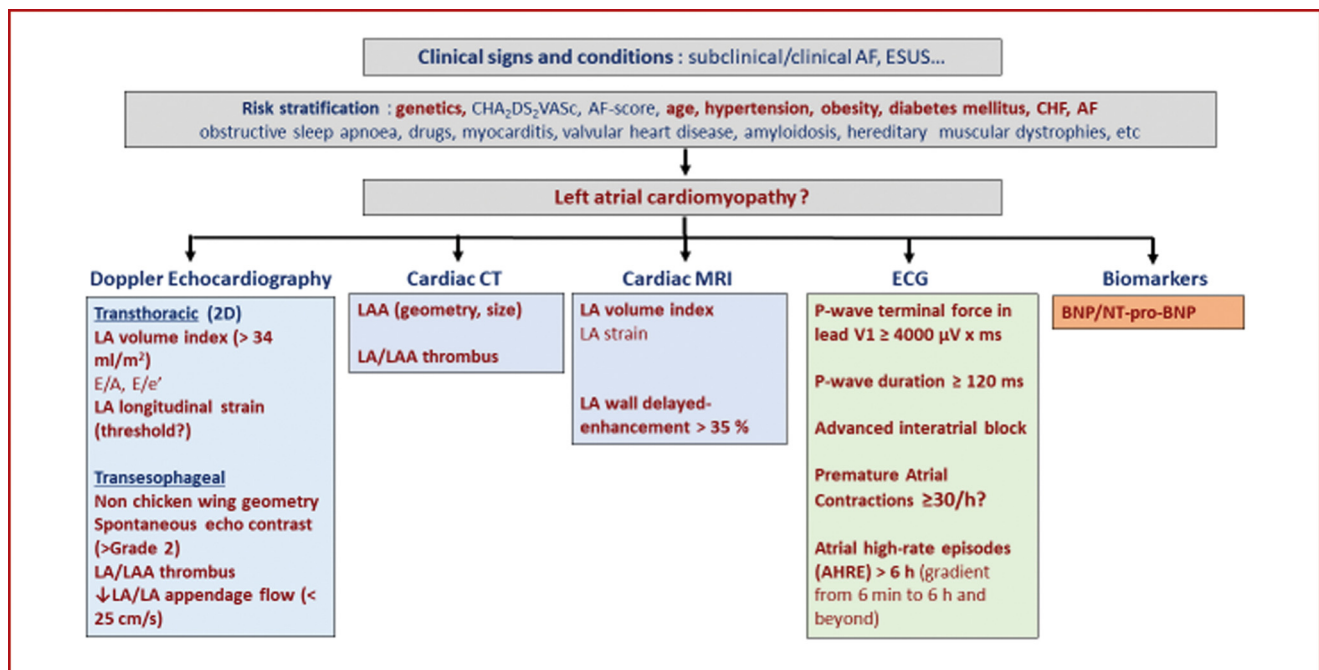 Clinical signs and conditions : subclinical/clinical AF, ESUS...
Risk stratification : genetics, CHA₂DS₂VASc, AF-score, age, hypertension, obesity, diabetes mellitus, CHF, AF
obstructive sleep apnoea, drugs, myocarditis, valvular heart disease, amyloidosis, hereditary muscular dystrophies, etc
Left atrial cardiomyopathy ?
Doppler Echocardiography
Transthoracic (2D)
LA volume index (> 34
ml/m²)
E/A, E/e’
LA longitudinal strain
(threshold?)
Transesophageal
Non chicken wing geometry
Spontaneous echo contrast
(>Grade 2)
LA/LAA thrombus
↓LA/LA appendage flow (<
25 cm/s)
Cardiac CT
LAA (geometry, size)
LA/LAA thrombus
Cardiac MRI
LA volume index
LA strain
LA wall delayed-
enhancement > 35 %
ECG
P-wave terminal force in
lead V1 ≥ 4000 µV x ms
P-wave duration ≥ 120 ms
Advanced interatrial block
Premature Atrial
Contractions ≥30/h?
Atrial high-rate episodes
(AHRE) > 6 h (gradient
from 6 min to 6 h and
beyond)
Biomarkers
BNP/NT-pro-BNP